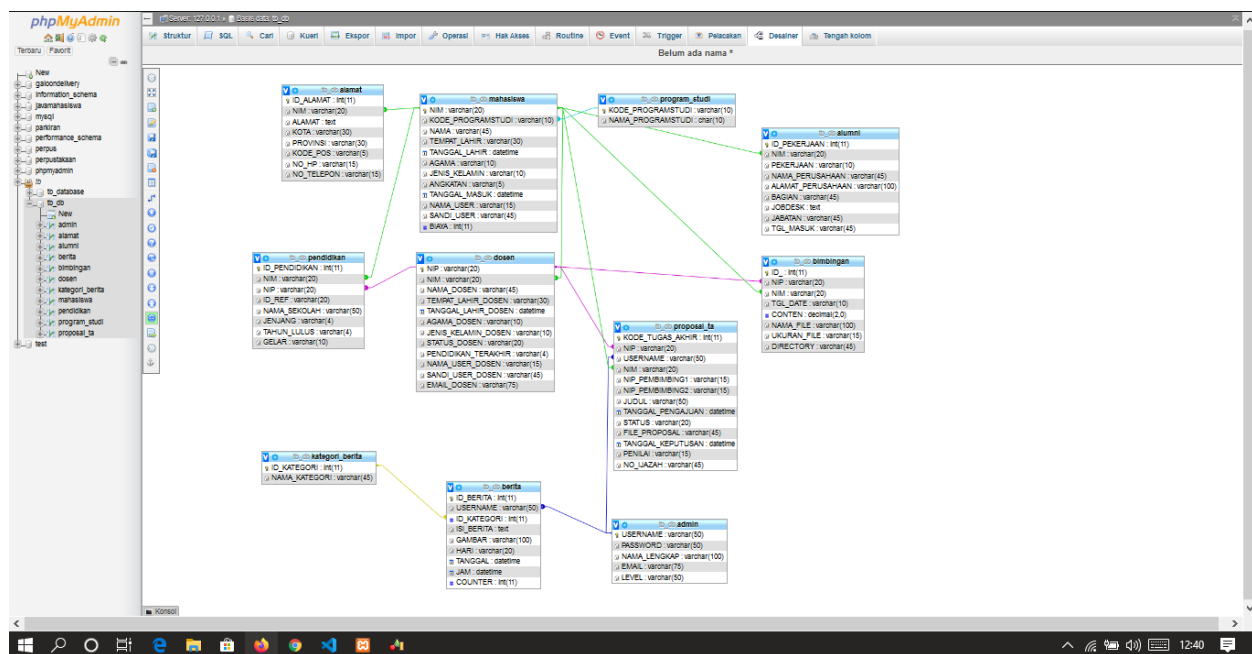 phpMyAdmin
Terbaru Favorit
New
galoondelivery
information_schema
javamahasiswa
mysql
parkiran
performance_schema
perpus
perpustakaan
phpmyadmin
tb
tb_database
tb_db
New
admin
alamat
alumni
berita
bimbingan
dosen
kategori_berita
mahasiswa
pendidikan
program_studi
proposal_ta
test
Server: 127.0.0.1 » Basis data: tb_db
Struktur SQL Cari Kueri Ekspor Impor Operasi Hak Akses Routine Event Trigger Pelacakan Desainer Tengah kolom
Belum ada nama *
tb_db alamat
ID_ALAMAT : int(11)
NIM : varchar(20)
ALAMAT : text
KOTA : varchar(30)
PROVINSI : varchar(30)
KODE_POS : varchar(5)
NO_HP : varchar(15)
NO_TELEPON : varchar(15)
tb_db mahasiswa
NIM : varchar(20)
KODE_PROGRAMSTUDI : varchar(10)
NAMA : varchar(45)
TEMPAT_LAHIR : varchar(30)
TANGGAL_LAHIR : datetime
AGAMA : varchar(10)
JENIS_KELAMIN : varchar(10)
ANGKATAN : varchar(5)
TANGGAL_MASUK : datetime
NAMA_USER : varchar(15)
SANDI_USER : varchar(45)
BIAYA : int(11)
tb_db program_studi
KODE_PROGRAMSTUDI : varchar(10)
NAMA_PROGRAMSTUDI : char(10)
tb_db alumni
ID_PEKERJAAN : int(11)
NIM : varchar(20)
PEKERJAAN : varchar(10)
NAMA_PERUSAHAAN : varchar(45)
ALAMAT_PERUSAHAAN : varchar(100)
BAGIAN : varchar(45)
JOBDESK : text
JABATAN : varchar(45)
TGL_MASUK : varchar(45)
tb_db pendidikan
ID_PENDIDIKAN : int(11)
NIM : varchar(20)
NIP : varchar(20)
ID_REF : varchar(20)
NAMA_SEKOLAH : varchar(50)
JENJANG : varchar(4)
TAHUN_LULUS : varchar(4)
GELAR : varchar(10)
tb_db dosen
NIP : varchar(20)
NIM : varchar(20)
NAMA_DOSEN : varchar(45)
TEMPAT_LAHIR_DOSEN : varchar(30)
TANGGAL_LAHIR_DOSEN : datetime
AGAMA_DOSEN : varchar(10)
JENIS_KELAMIN_DOSEN : varchar(10)
STATUS_DOSEN : varchar(20)
PENDIDIKAN_TERAKHIR : varchar(4)
NAMA_USER_DOSEN : varchar(15)
SANDI_USER_DOSEN : varchar(45)
EMAIL_DOSEN : varchar(75)
tb_db bimbingan
ID_ : int(11)
NIP : varchar(20)
NIM : varchar(20)
TGL_DATE : varchar(10)
CONTEN : decimal(2,0)
NAMA_FILE : varchar(100)
UKURAN_FILE : varchar(15)
DIRECTORY : varchar(45)
tb_db proposal_ta
KODE_TUGAS_AKHIR : int(11)
NIP : varchar(20)
USERNAME : varchar(50)
NIM : varchar(20)
NIP_PEMBIMBING1 : varchar(15)
NIP_PEMBIMBING2 : varchar(15)
JUDUL : varchar(50)
TANGGAL_PENGAJUAN : datetime
STATUS : varchar(20)
FILE_PROPOSAL : varchar(45)
TANGGAL_KEPUTUSAN : datetime
PENILAI : varchar(15)
NO_IJAZAH : varchar(45)
tb_db kategori_berita
ID_KATEGORI : int(11)
NAMA_KATEGORI : varchar(45)
tb_db berita
ID_BERITA : int(11)
USERNAME : varchar(50)
ID_KATEGORI : int(11)
ISI_BERITA : text
GAMBAR : varchar(100)
HARI : varchar(20)
TANGGAL : datetime
JAM : datetime
COUNTER : int(11)
tb_db admin
USERNAME : varchar(50)
PASSWORD : varchar(50)
NAMA_LENGKAP : varchar(100)
EMAIL : varchar(75)
LEVEL : varchar(50)
Konsol
12:40